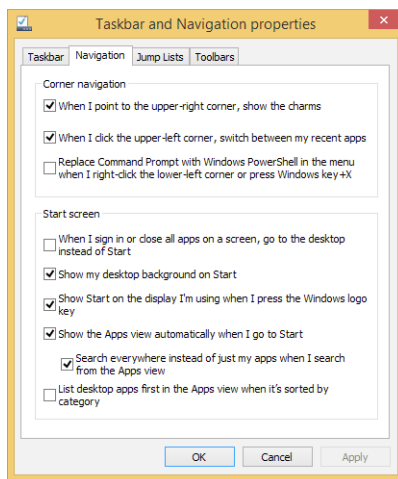 Taskbar and Navigation properties
Taskbar Navigation Jump Lists Toolbars
Corner navigation
When I point to the upper-right corner, show the charms
When I click the upper-left corner, switch between my recent apps
Replace Command Prompt with Windows PowerShell in the menu
when I right-click the lower-left corner or press Windows key+X
Start screen
When I sign in or close all apps on a screen, go to the desktop
instead of Start
Show my desktop background on Start
Show Start on the display I'm using when I press the Windows logo
key
Show the Apps view automatically when I go to Start
Search everywhere instead of just my apps when I search
from the Apps view
List desktop apps first in the Apps view when it's sorted by
category
OK Cancel Apply